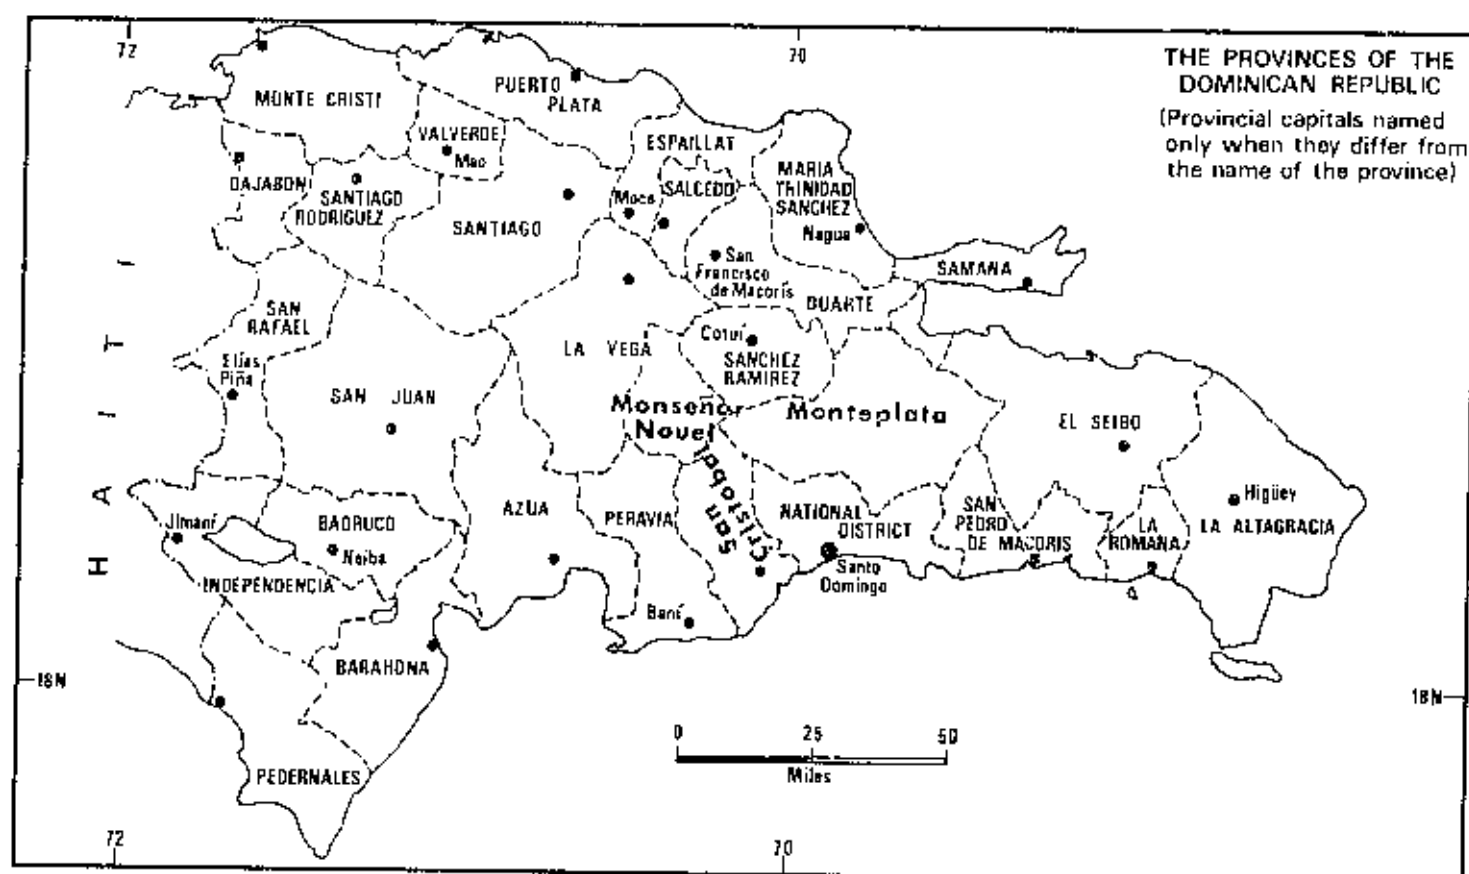 72
70
THE PROVINCES OF THE
DOMINICAN REPUBLIC
(Provincial capitals named
only when they differ from
the name of the province)
MONTE CRISTI
PUERTO
PLATA
VALVERDE
Mao
ESPAILLAT
MARIA
TRINIDAD
SANCHEZ
Nagua
DAJABON
SANTIAGO
RODRIGUEZ
SANTIAGO
Moca
SALCEDO
San
Francisco
de Macorís
DUARTE
SAMANA
SAN
RAFAEL
Elías
Piña
HAITI
LA VEGA
Cotuí
SANCHEZ
RAMIREZ
SAN JUAN
Monseñor
Nouel
Monteplata
EL SEIBO
San
Cristobal
Jimaní
BAORUCO
Neiba
INDEPENDENCIA
AZUA
PERAVIA
Baní
NATIONAL
DISTRICT
Santo
Domingo
SAN
PEDRO
DE MACORIS
LA
ROMANA
Higüey
LA ALTAGRACIA
BARAHONA
PEDERNALES
18N
18N
0 25 50
Miles
72
70